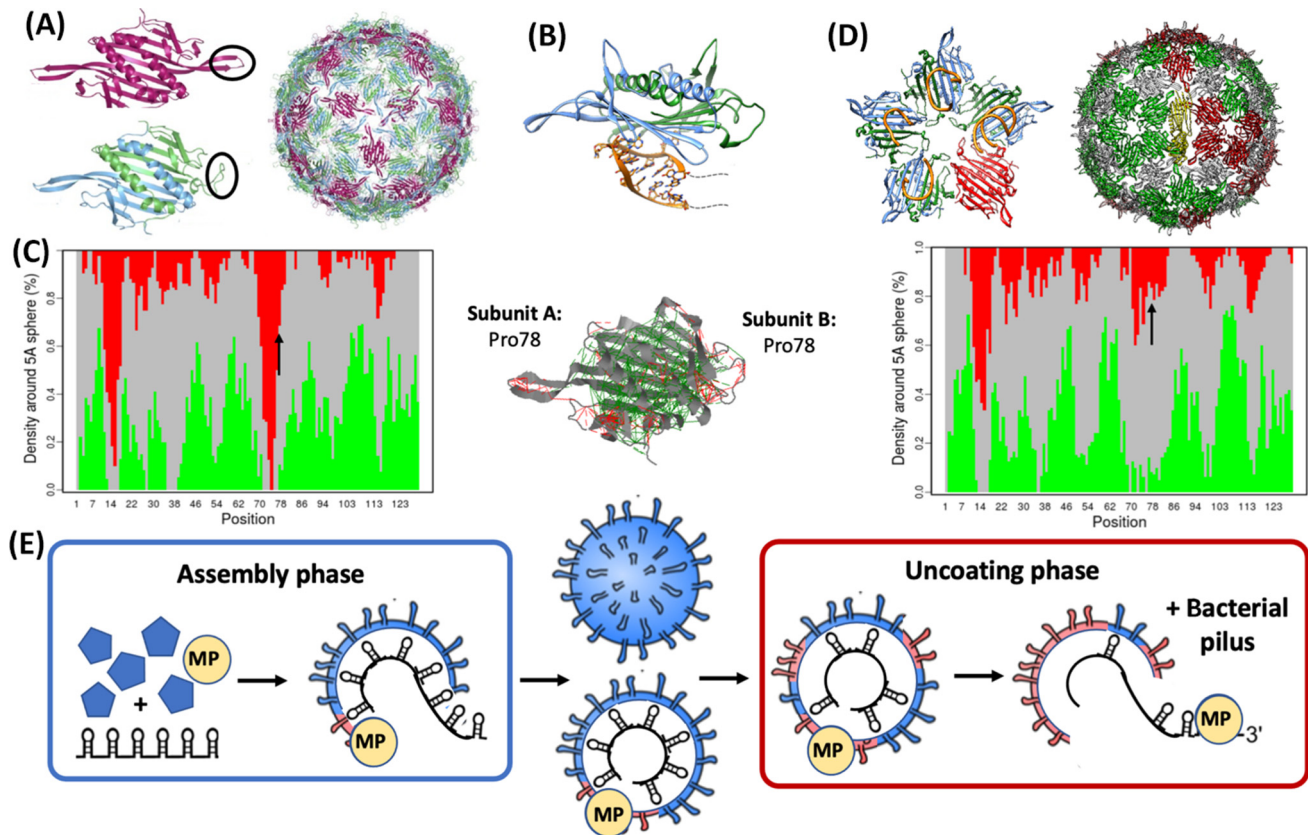 (A)
(B)
(D)
(C)
Density around 5A sphere (%)
0.0 0.2 0.4 0.6 0.8
1 7 14 22 30 38 46 54 62 70 78 86 94 103 113 123
Position
Subunit A:
Pro78
Subunit B:
Pro78
Density around 5A sphere (%)
0.0 0.2 0.4 0.6 0.8 1.0
1 7 14 22 30 38 46 54 62 70 78 86 94 103 113 123
Position
(E)
Assembly phase
MP
+
MP
MP
Uncoating phase
+ Bacterial
pilus
MP
MP
3'